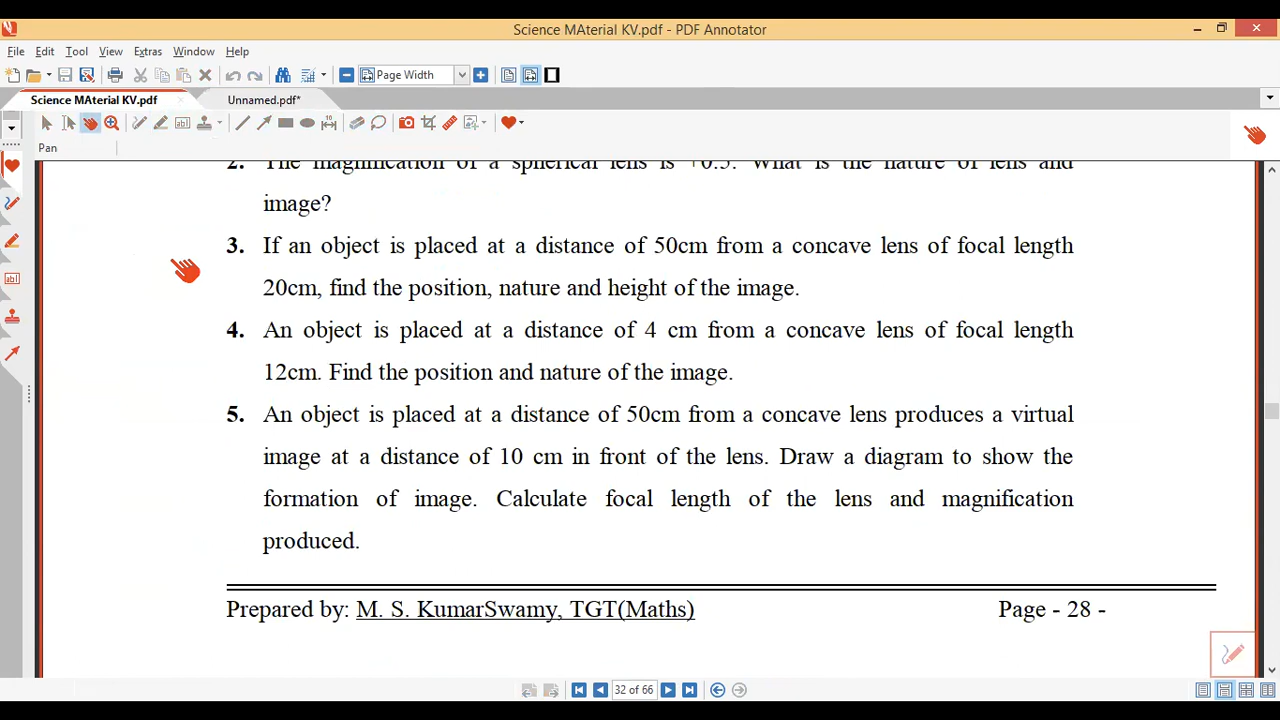 Science MAterial KV.pdf - PDF Annotator
File Edit Tool View Extras Window Help
Page Width
Science MAterial KV.pdf Unnamed.pdf*
Pan
2. The magnification of a spherical lens is +0.5. What is the nature of lens and
image?
3. If an object is placed at a distance of 50cm from a concave lens of focal length
20cm, find the position, nature and height of the image.
4. An object is placed at a distance of 4 cm from a concave lens of focal length
12cm. Find the position and nature of the image.
5. An object is placed at a distance of 50cm from a concave lens produces a virtual
image at a distance of 10 cm in front of the lens. Draw a diagram to show the
formation of image. Calculate focal length of the lens and magnification
produced.
Prepared by: M. S. KumarSwamy, TGT(Maths) Page - 28 -
32 of 66